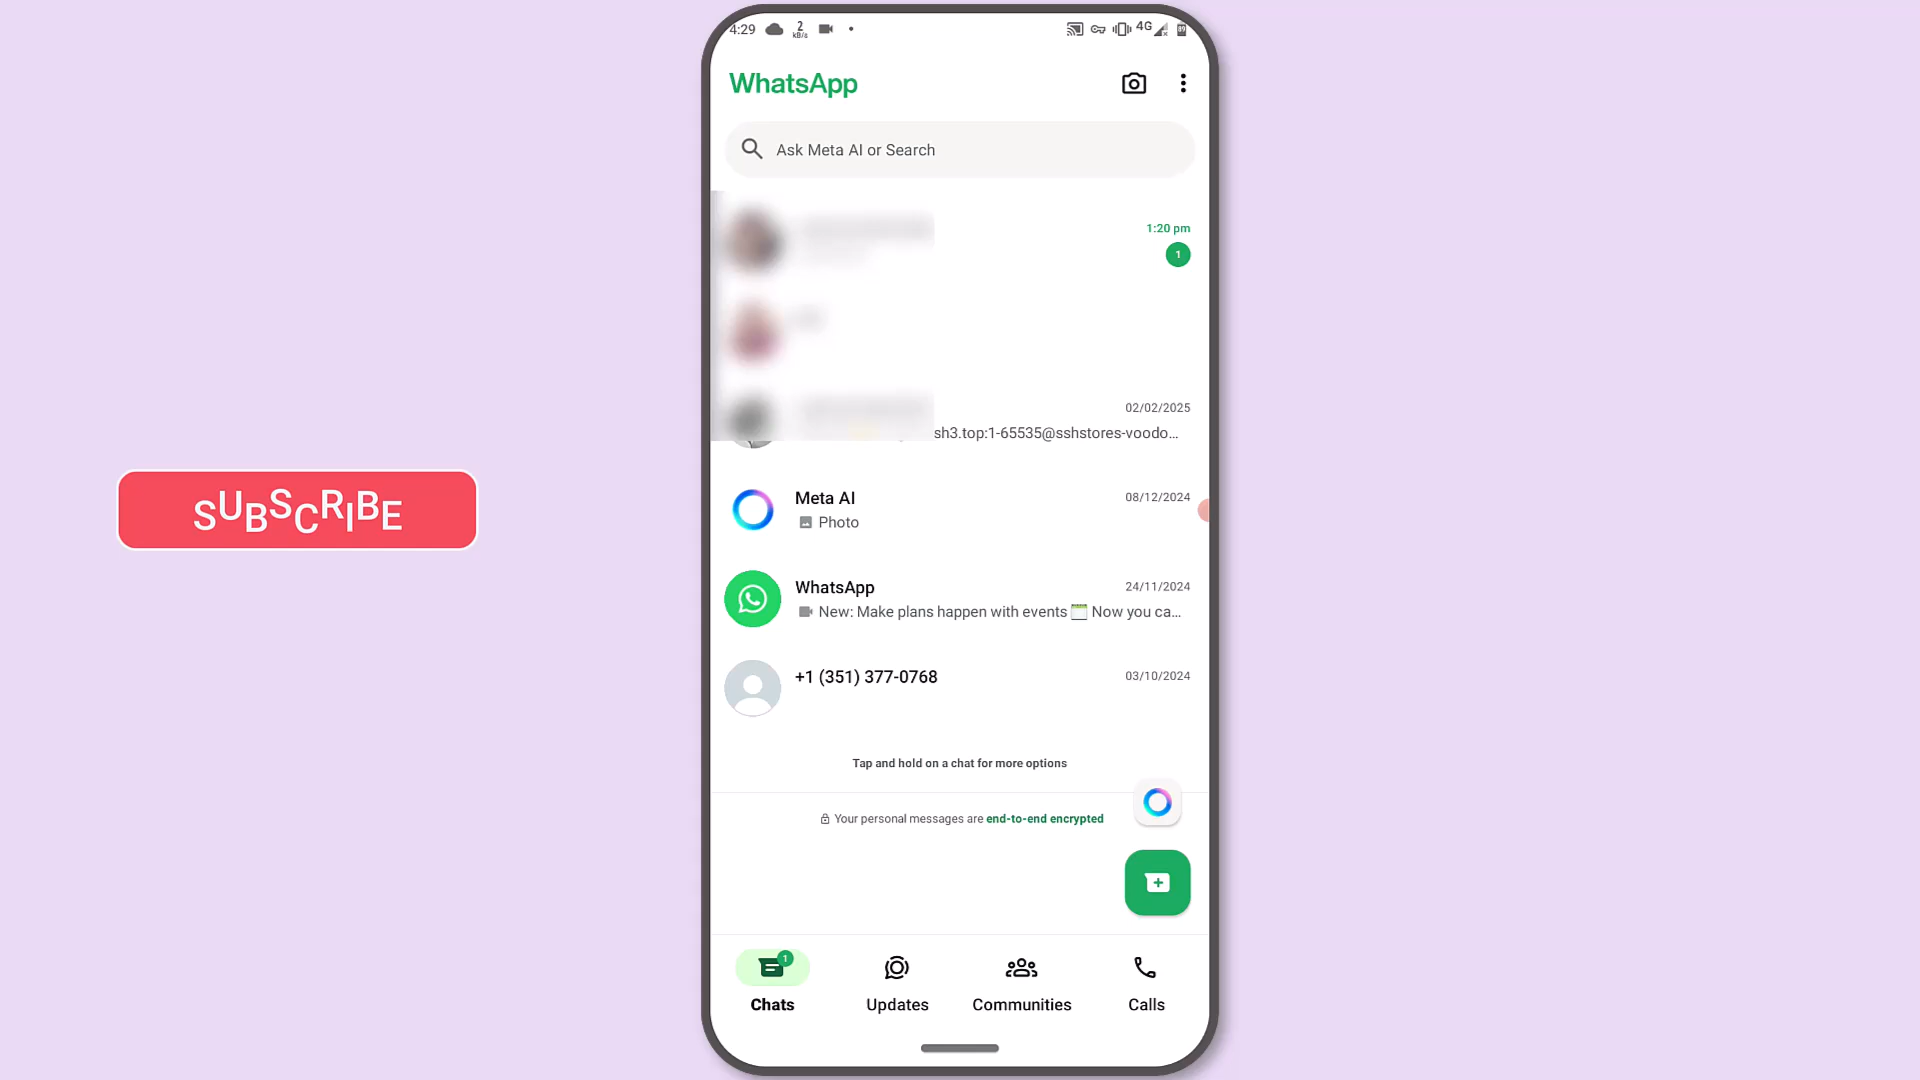 4:29
2
kB/s
4G
89
WhatsApp
Ask Meta AI or Search
1:20 pm
1
02/02/2025
sh3.top:1-65535@sshstores-voodo...
Meta AI
08/12/2024
Photo
WhatsApp
24/11/2024
New: Make plans happen with events 🗓️ Now you ca...
+1 (351) 377-0768
03/10/2024
Tap and hold on a chat for more options
Your personal messages are end-to-end encrypted
1
Chats
Updates
Communities
Calls
SUBSCRIBE